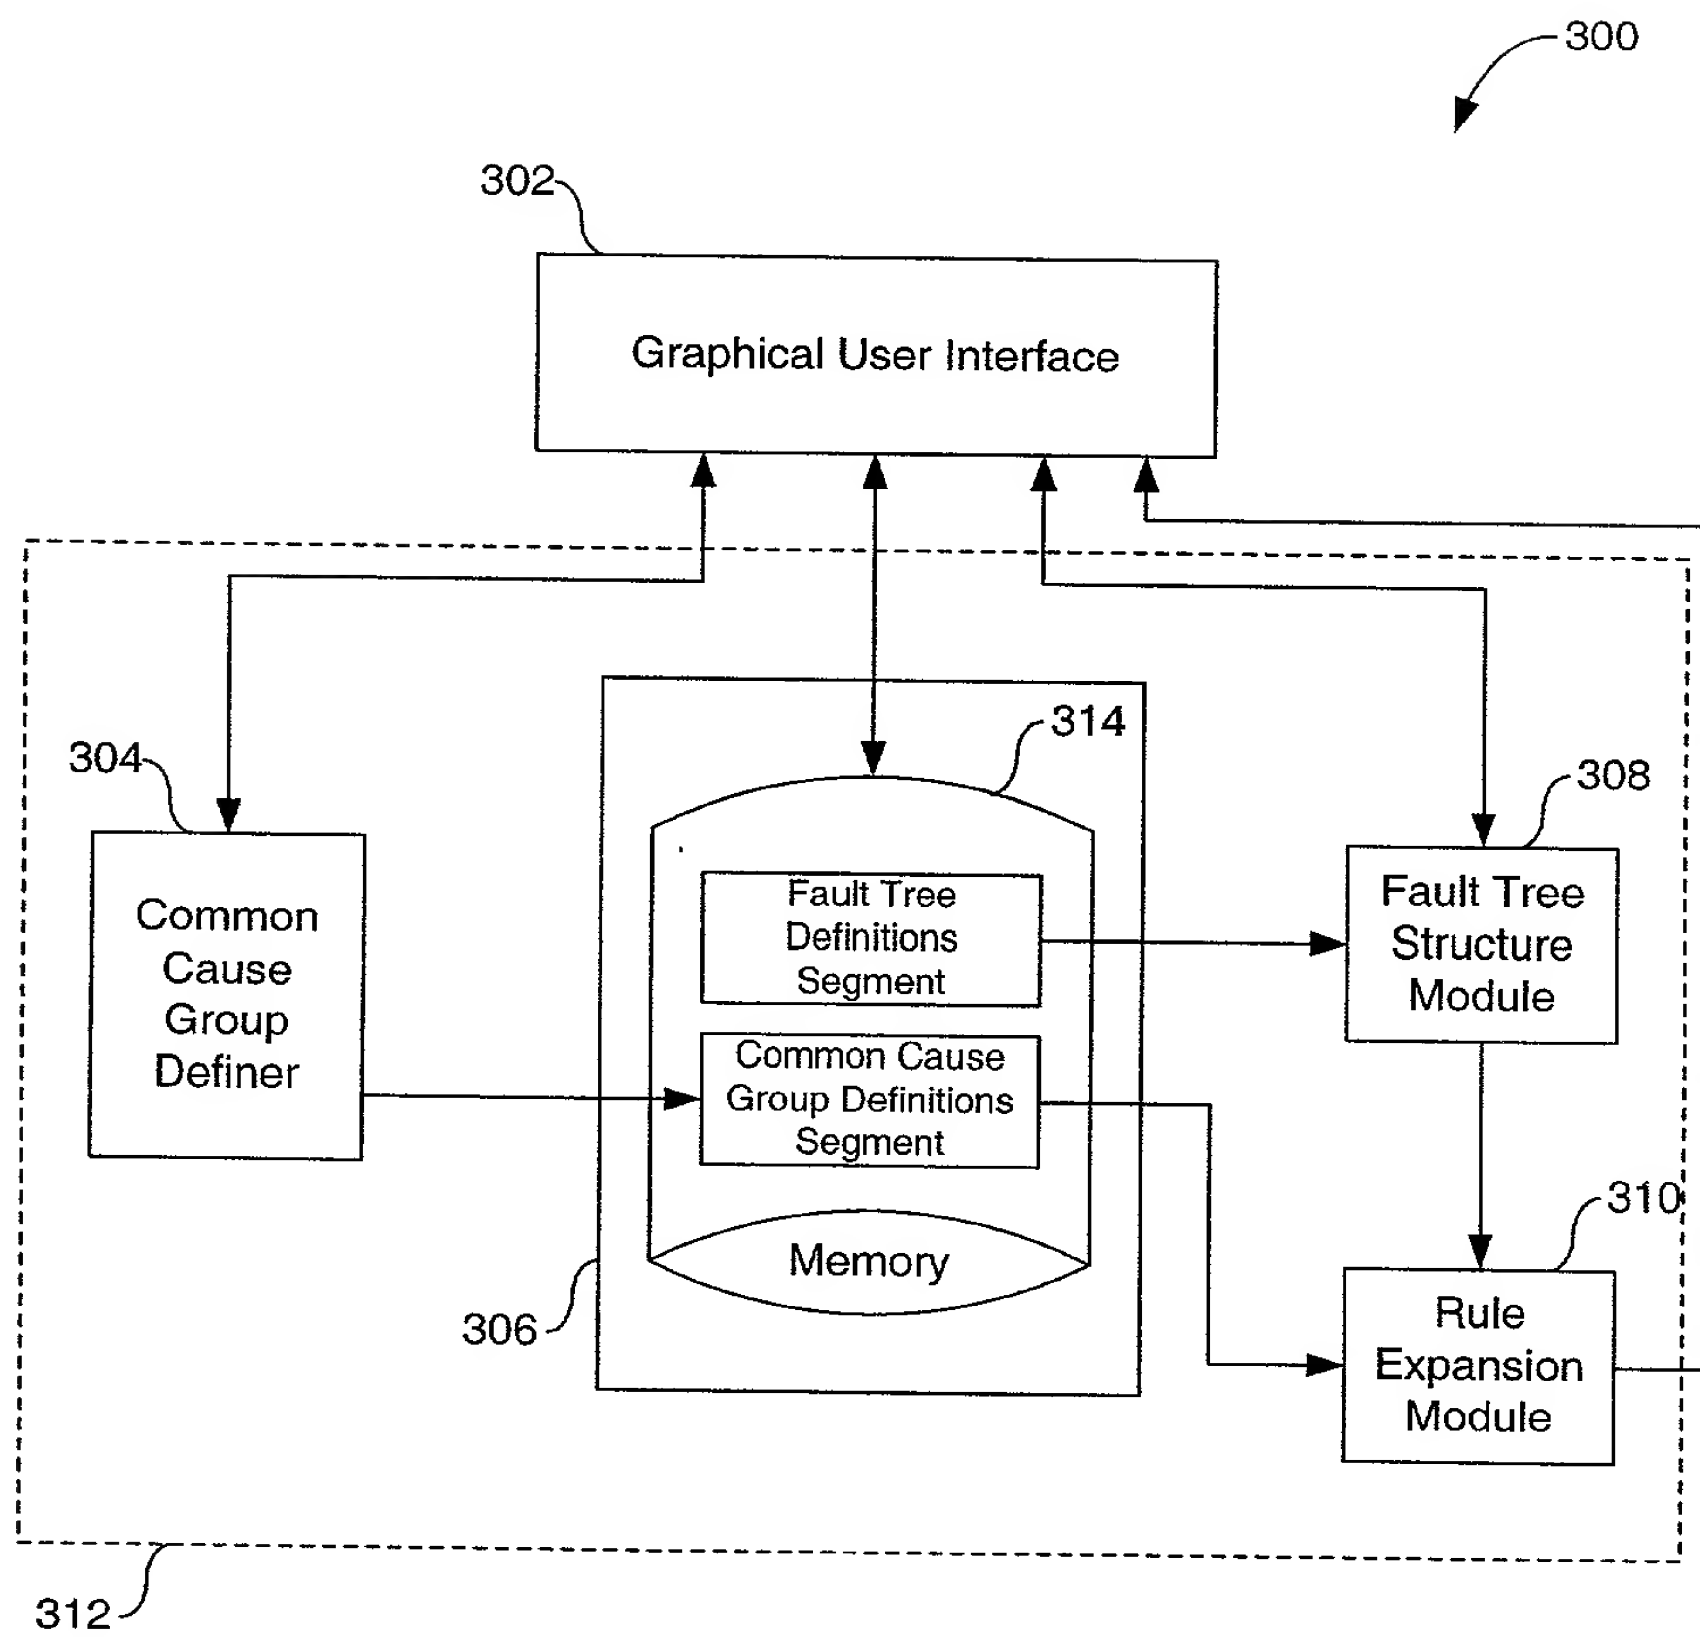 300
302
Graphical User Interface
314
304
308
Common
Cause
Group
Definer
Fault Tree
Definitions
Segment
Fault Tree
Structure
Module
Common Cause
Group Definitions
Segment
310
Memory
306
Rule
Expansion
Module
312